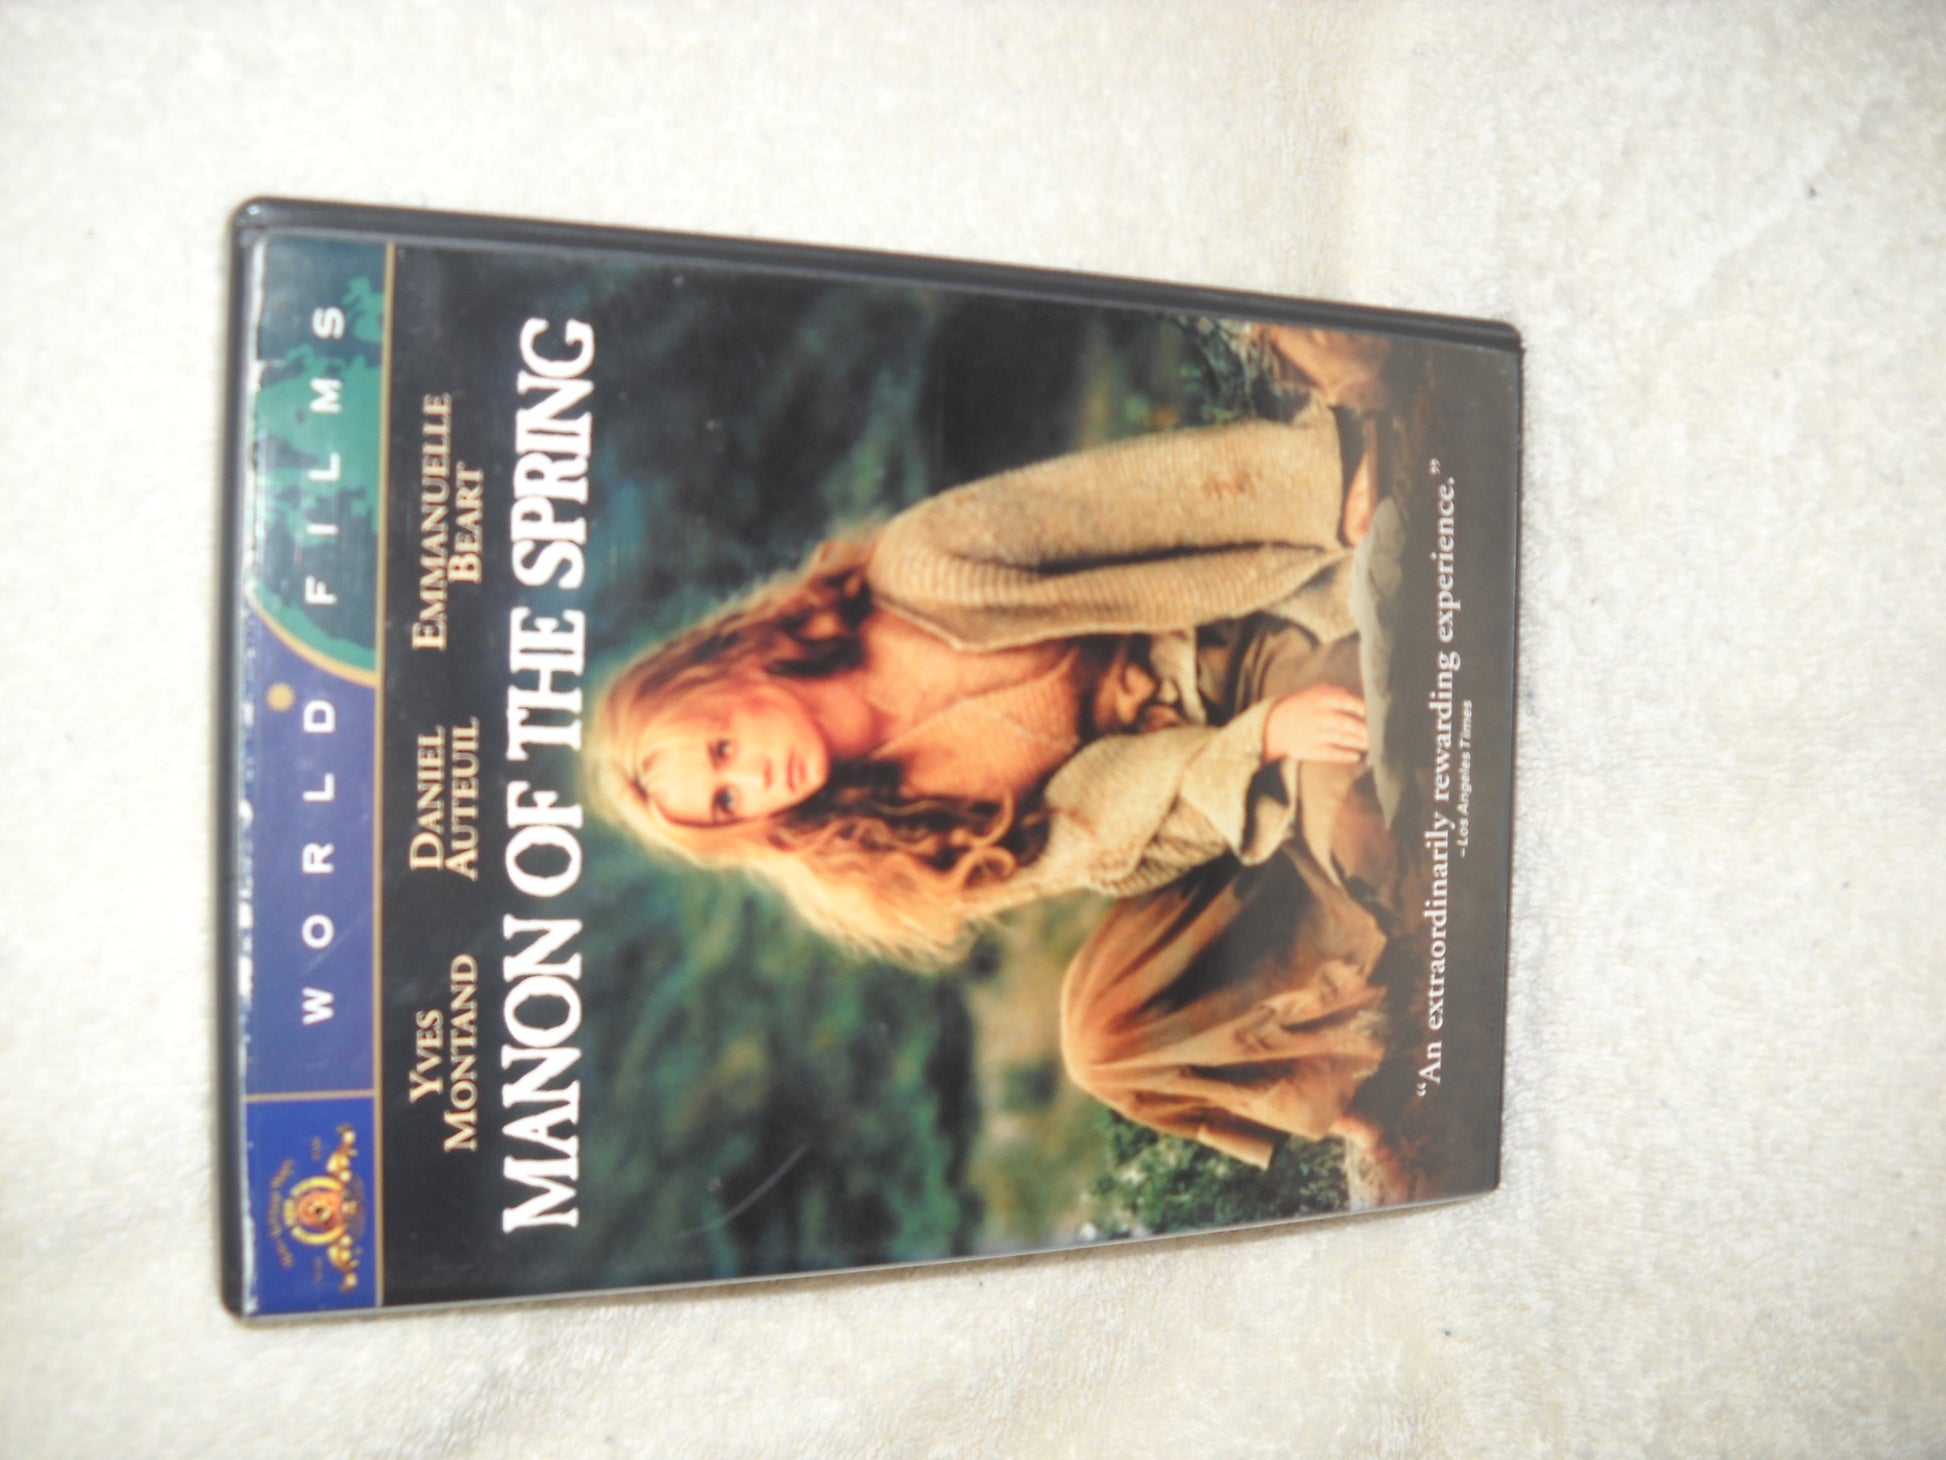 WORLD FILMS
YVES
MONTAND
DANIEL
AUTEUIL
EMMANUELLE
BEART
MANON OF THE SPRING
“An extraordinarily rewarding experience.”
–Los Angeles Times